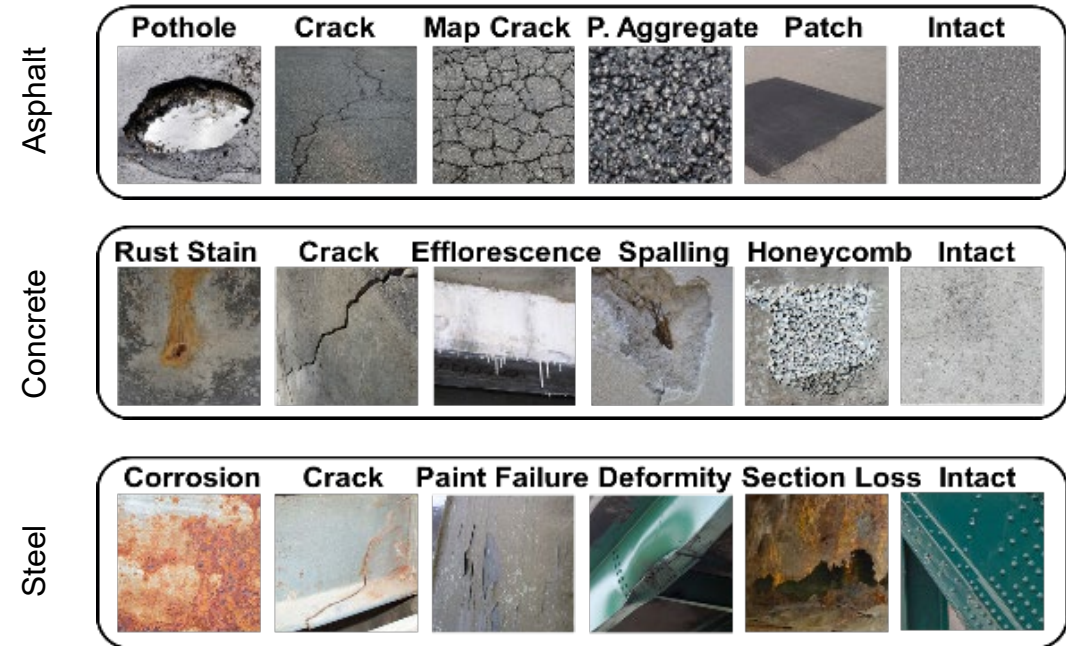 Asphalt
Pothole Crack Map Crack P. Aggregate Patch Intact
Concrete
Rust Stain Crack Efflorescence Spalling Honeycomb Intact
Steel
Corrosion Crack Paint Failure Deformity Section Loss Intact